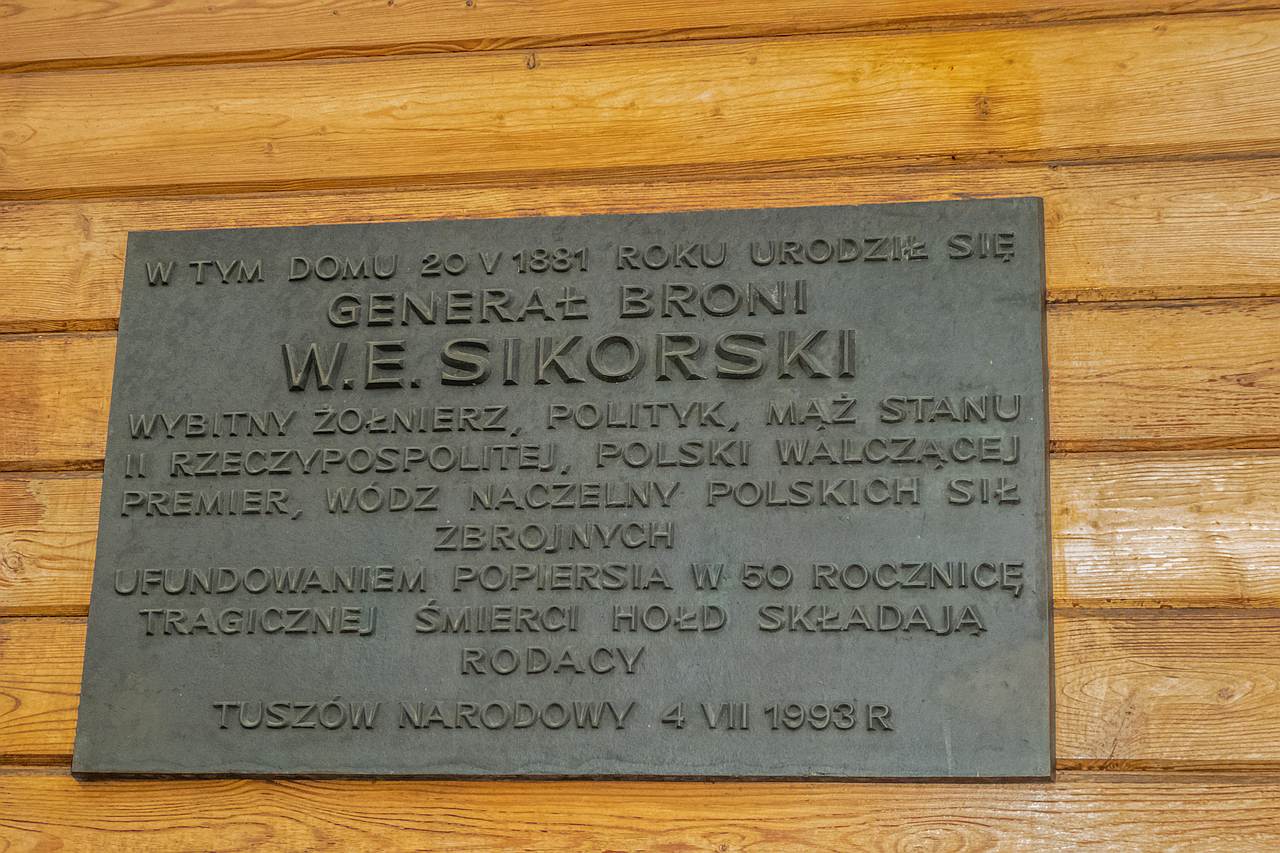 W TYM DOMU 20 V 1881 ROKU URODZIŁ SIĘ
GENERAŁ BRONI
W.E. SIKORSKI
WYBITNY ŻOŁNIERZ, POLITYK, MĄŻ STANU
II RZECZYPOSPOLITEJ, POLSKI WALCZĄCEJ
PREMIER, WÓDZ NACZELNY POLSKICH SIŁ
ZBROJNYCH
UFUNDOWANIEM POPIERSIA W 50 ROCZNICĘ
TRAGICZNEJ ŚMIERCI HOŁD SKŁADAJĄ
RODACY
TUSZÓW NARODOWY 4 VII 1993 R